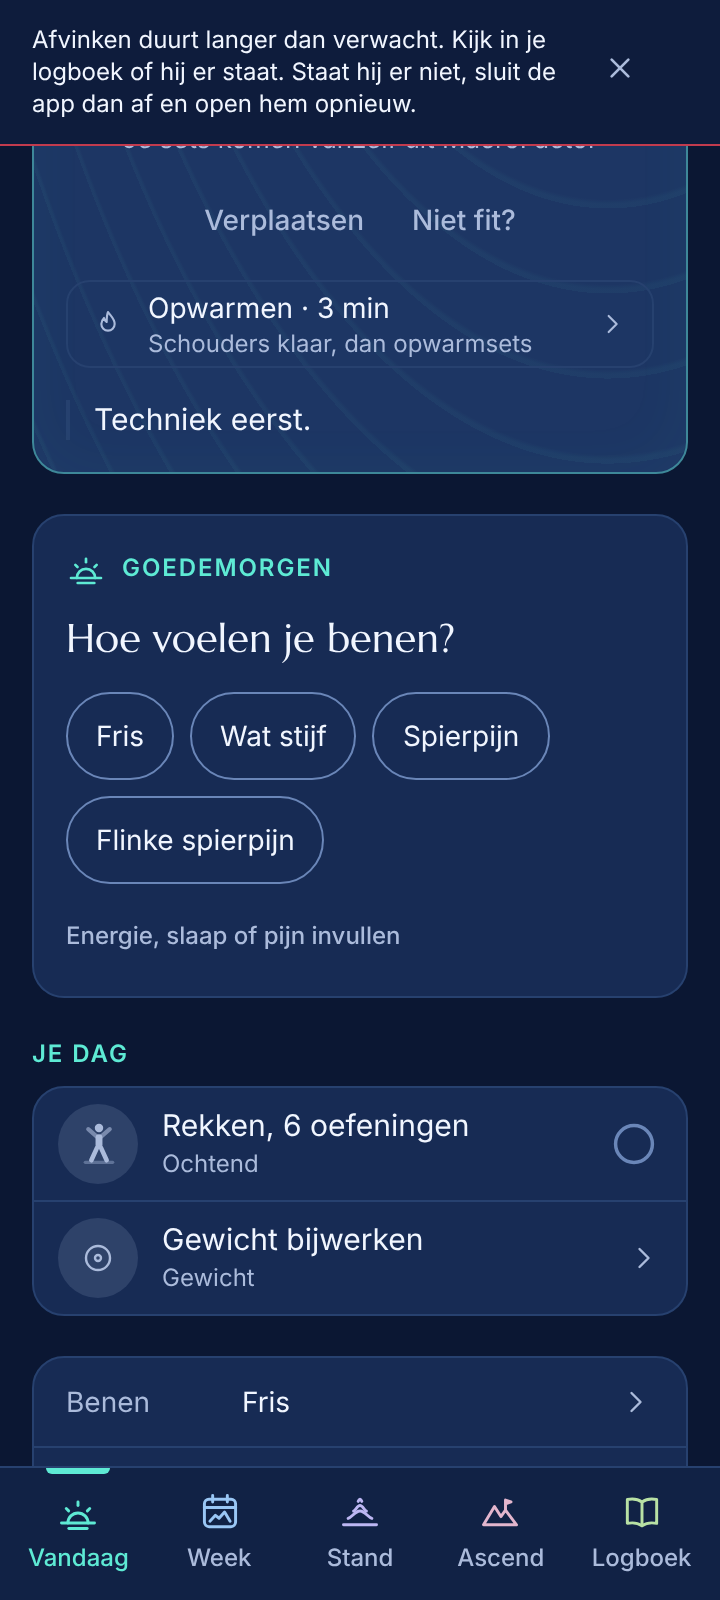 Afvinken duurt langer dan verwacht. Kijk in je
logboek of hij er staat. Staat hij er niet, sluit de
app dan af en open hem opnieuw.
Verplaatsen
Niet fit?
Opwarmen · 3 min
Schouders klaar, dan opwarmsets
Techniek eerst.
GOEDEMORGEN
Hoe voelen je benen?
Fris
Wat stijf
Spierpijn
Flinke spierpijn
Energie, slaap of pijn invullen
JE DAG
Rekken, 6 oefeningen
Ochtend
Gewicht bijwerken
Gewicht
Benen
Fris
Vandaag
Week
Stand
Ascend
Logboek